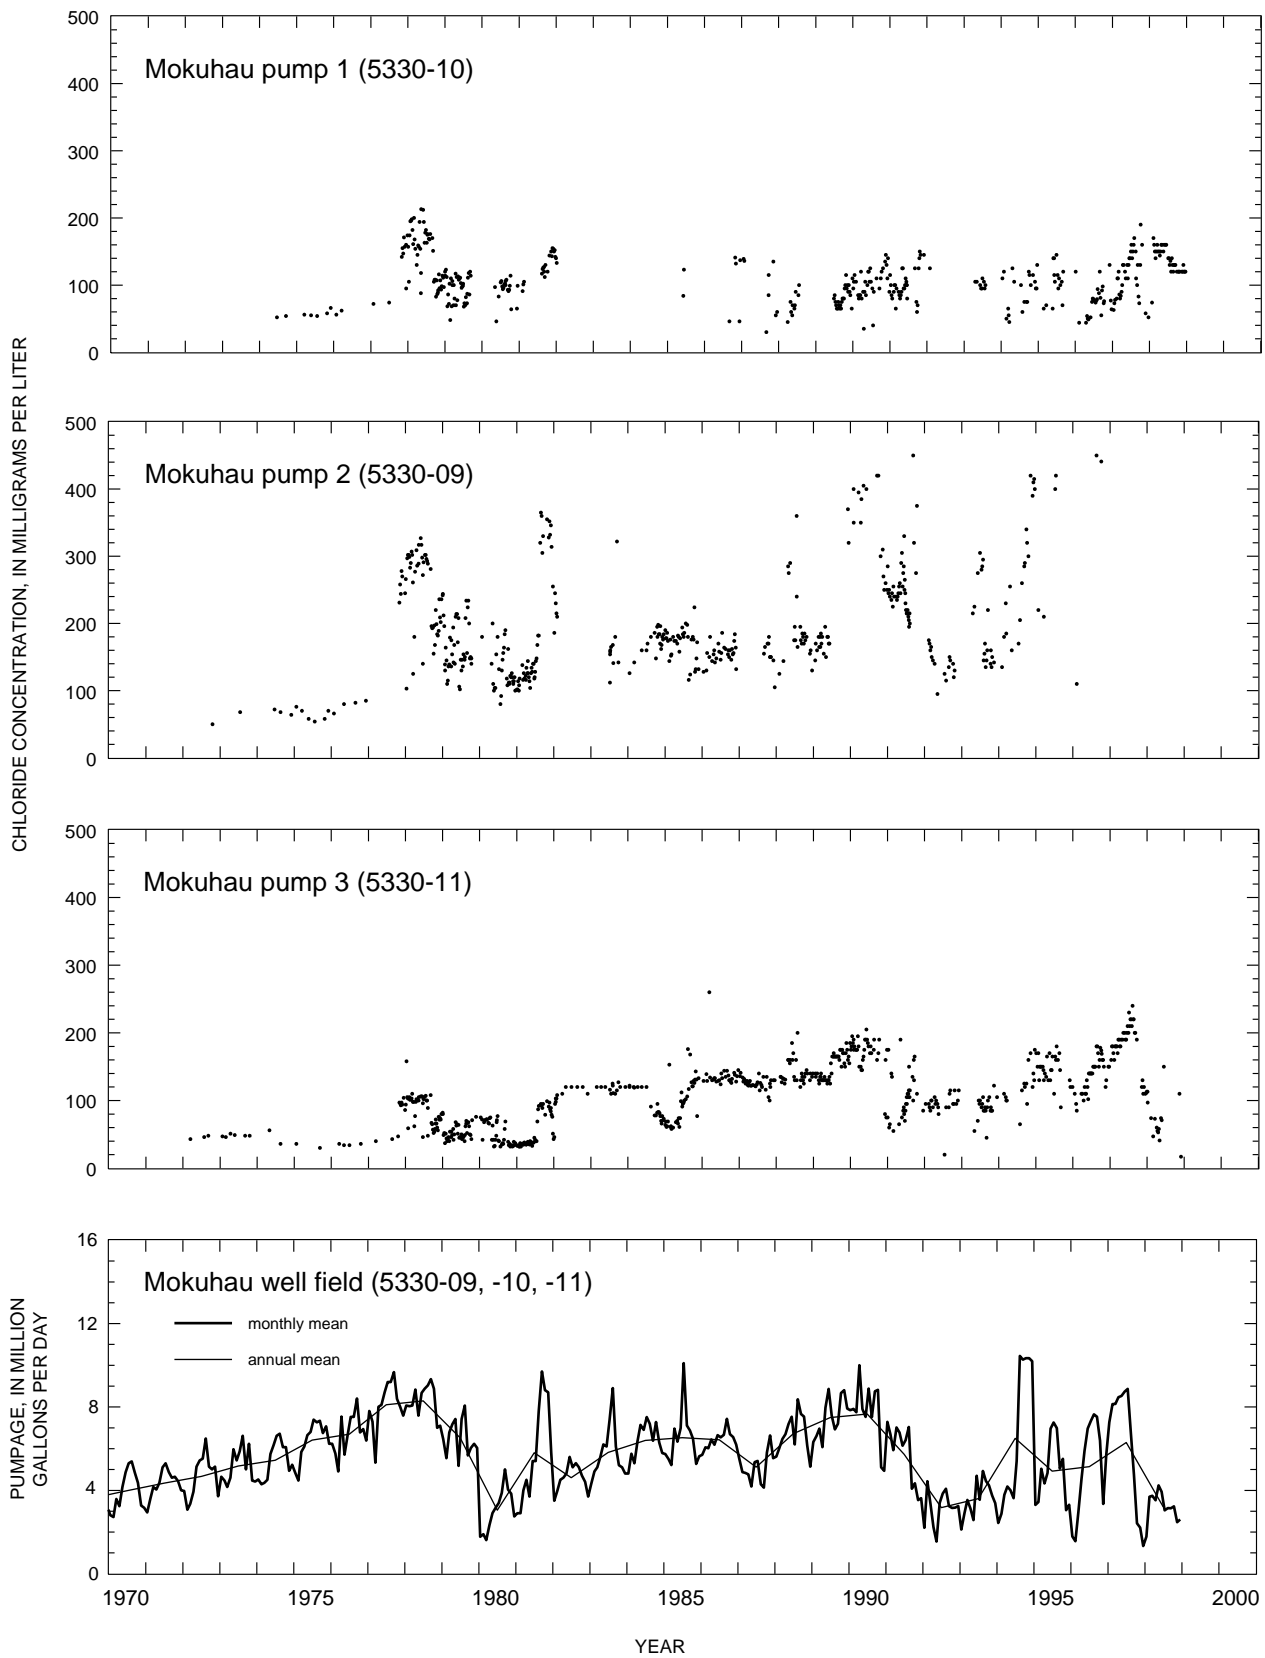 CHLORIDE CONCENTRATION, IN MILLIGRAMS PER LITER
500
400
300
200
100
0
Mokuhau pump 1 (5330-10)
500
400
300
200
100
0
Mokuhau pump 2 (5330-09)
500
400
300
200
100
0
Mokuhau pump 3 (5330-11)
PUMPAGE, IN MILLION
GALLONS PER DAY
16
12
8
4
0
Mokuhau well field (5330-09, -10, -11)
monthly mean
annual mean
1970 1975 1980 1985 1990 1995 2000
YEAR